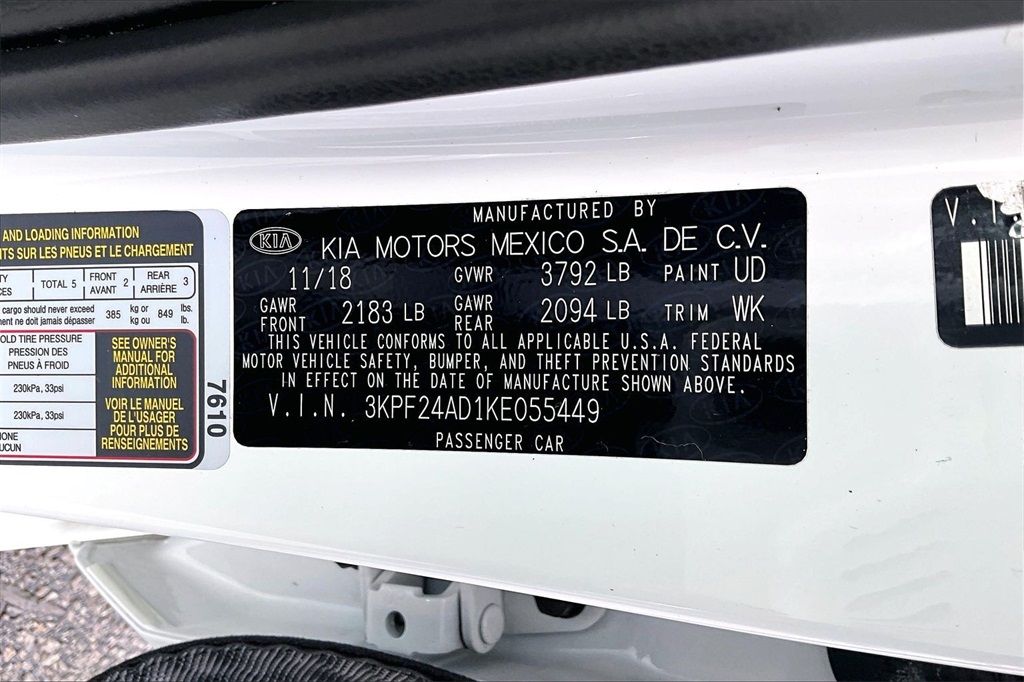 AND LOADING INFORMATION
NTS SUR LES PNEUS ET LE CHARGEMENT
TOTAL 5
FRONT
AVANT 2
REAR
ARRIÈRE 3
cargo should never exceed
ment ne doit jamais dépasser
385 kg or
kg ou 849 lbs.
lb.
OLD TIRE PRESSURE
PRESSION DES
PNEUS À FROID
230kPa, 33psi
230kPa, 33psi
SEE OWNER'S
MANUAL FOR
ADDITIONAL
INFORMATION
VOIR LE MANUEL
DE L'USAGER
POUR PLUS DE
RENSEIGNEMENTS
7610
MANUFACTURED BY
KIA
KIA MOTORS MEXICO S.A. DE C.V.
11/18 GVWR 3792 LB PAINT UD
GAWR
FRONT 2183 LB GAWR
REAR 2094 LB TRIM WK
THIS VEHICLE CONFORMS TO ALL APPLICABLE U.S.A. FEDERAL
MOTOR VEHICLE SAFETY, BUMPER, AND THEFT PREVENTION STANDARDS
IN EFFECT ON THE DATE OF MANUFACTURE SHOWN ABOVE.
V.I.N. 3KPF24AD1KE055449
PASSENGER CAR
V.I.